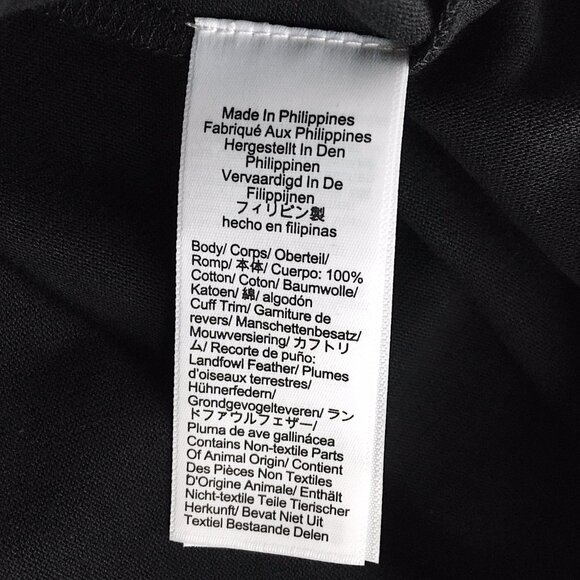 Made In Philippines
Fabriqué Aux Philippines
Hergestellt In Den
Philippinen
Vervaardigd In De
Filippijnen
フィリピン製
hecho en filipinas
Body/ Corps/ Oberteil/
Romp/ 本体/ Cuerpo: 100%
Cotton/ Coton/ Baumwolle/
Katoen/ 綿/ algodón
Cuff Trim/ Garniture de
revers/ Manschettenbesatz/
Mouwversiering/ カフトリ
ム/ Recorte de puño:
Landfowl Feather/ Plumes
d'oiseaux terrestres/
Hühnerfedern/
Grondgevogelteveren/ ラン
ドファウルフェザー/
Pluma de ave gallinácea
Contains Non-textile Parts
Of Animal Origin/ Contient
Des Pièces Non Textiles
D'Origine Animale/ Enthält
Nicht-textile Teile Tierischer
Herkunft/ Bevat Niet Uit
Textiel Bestaande Delen